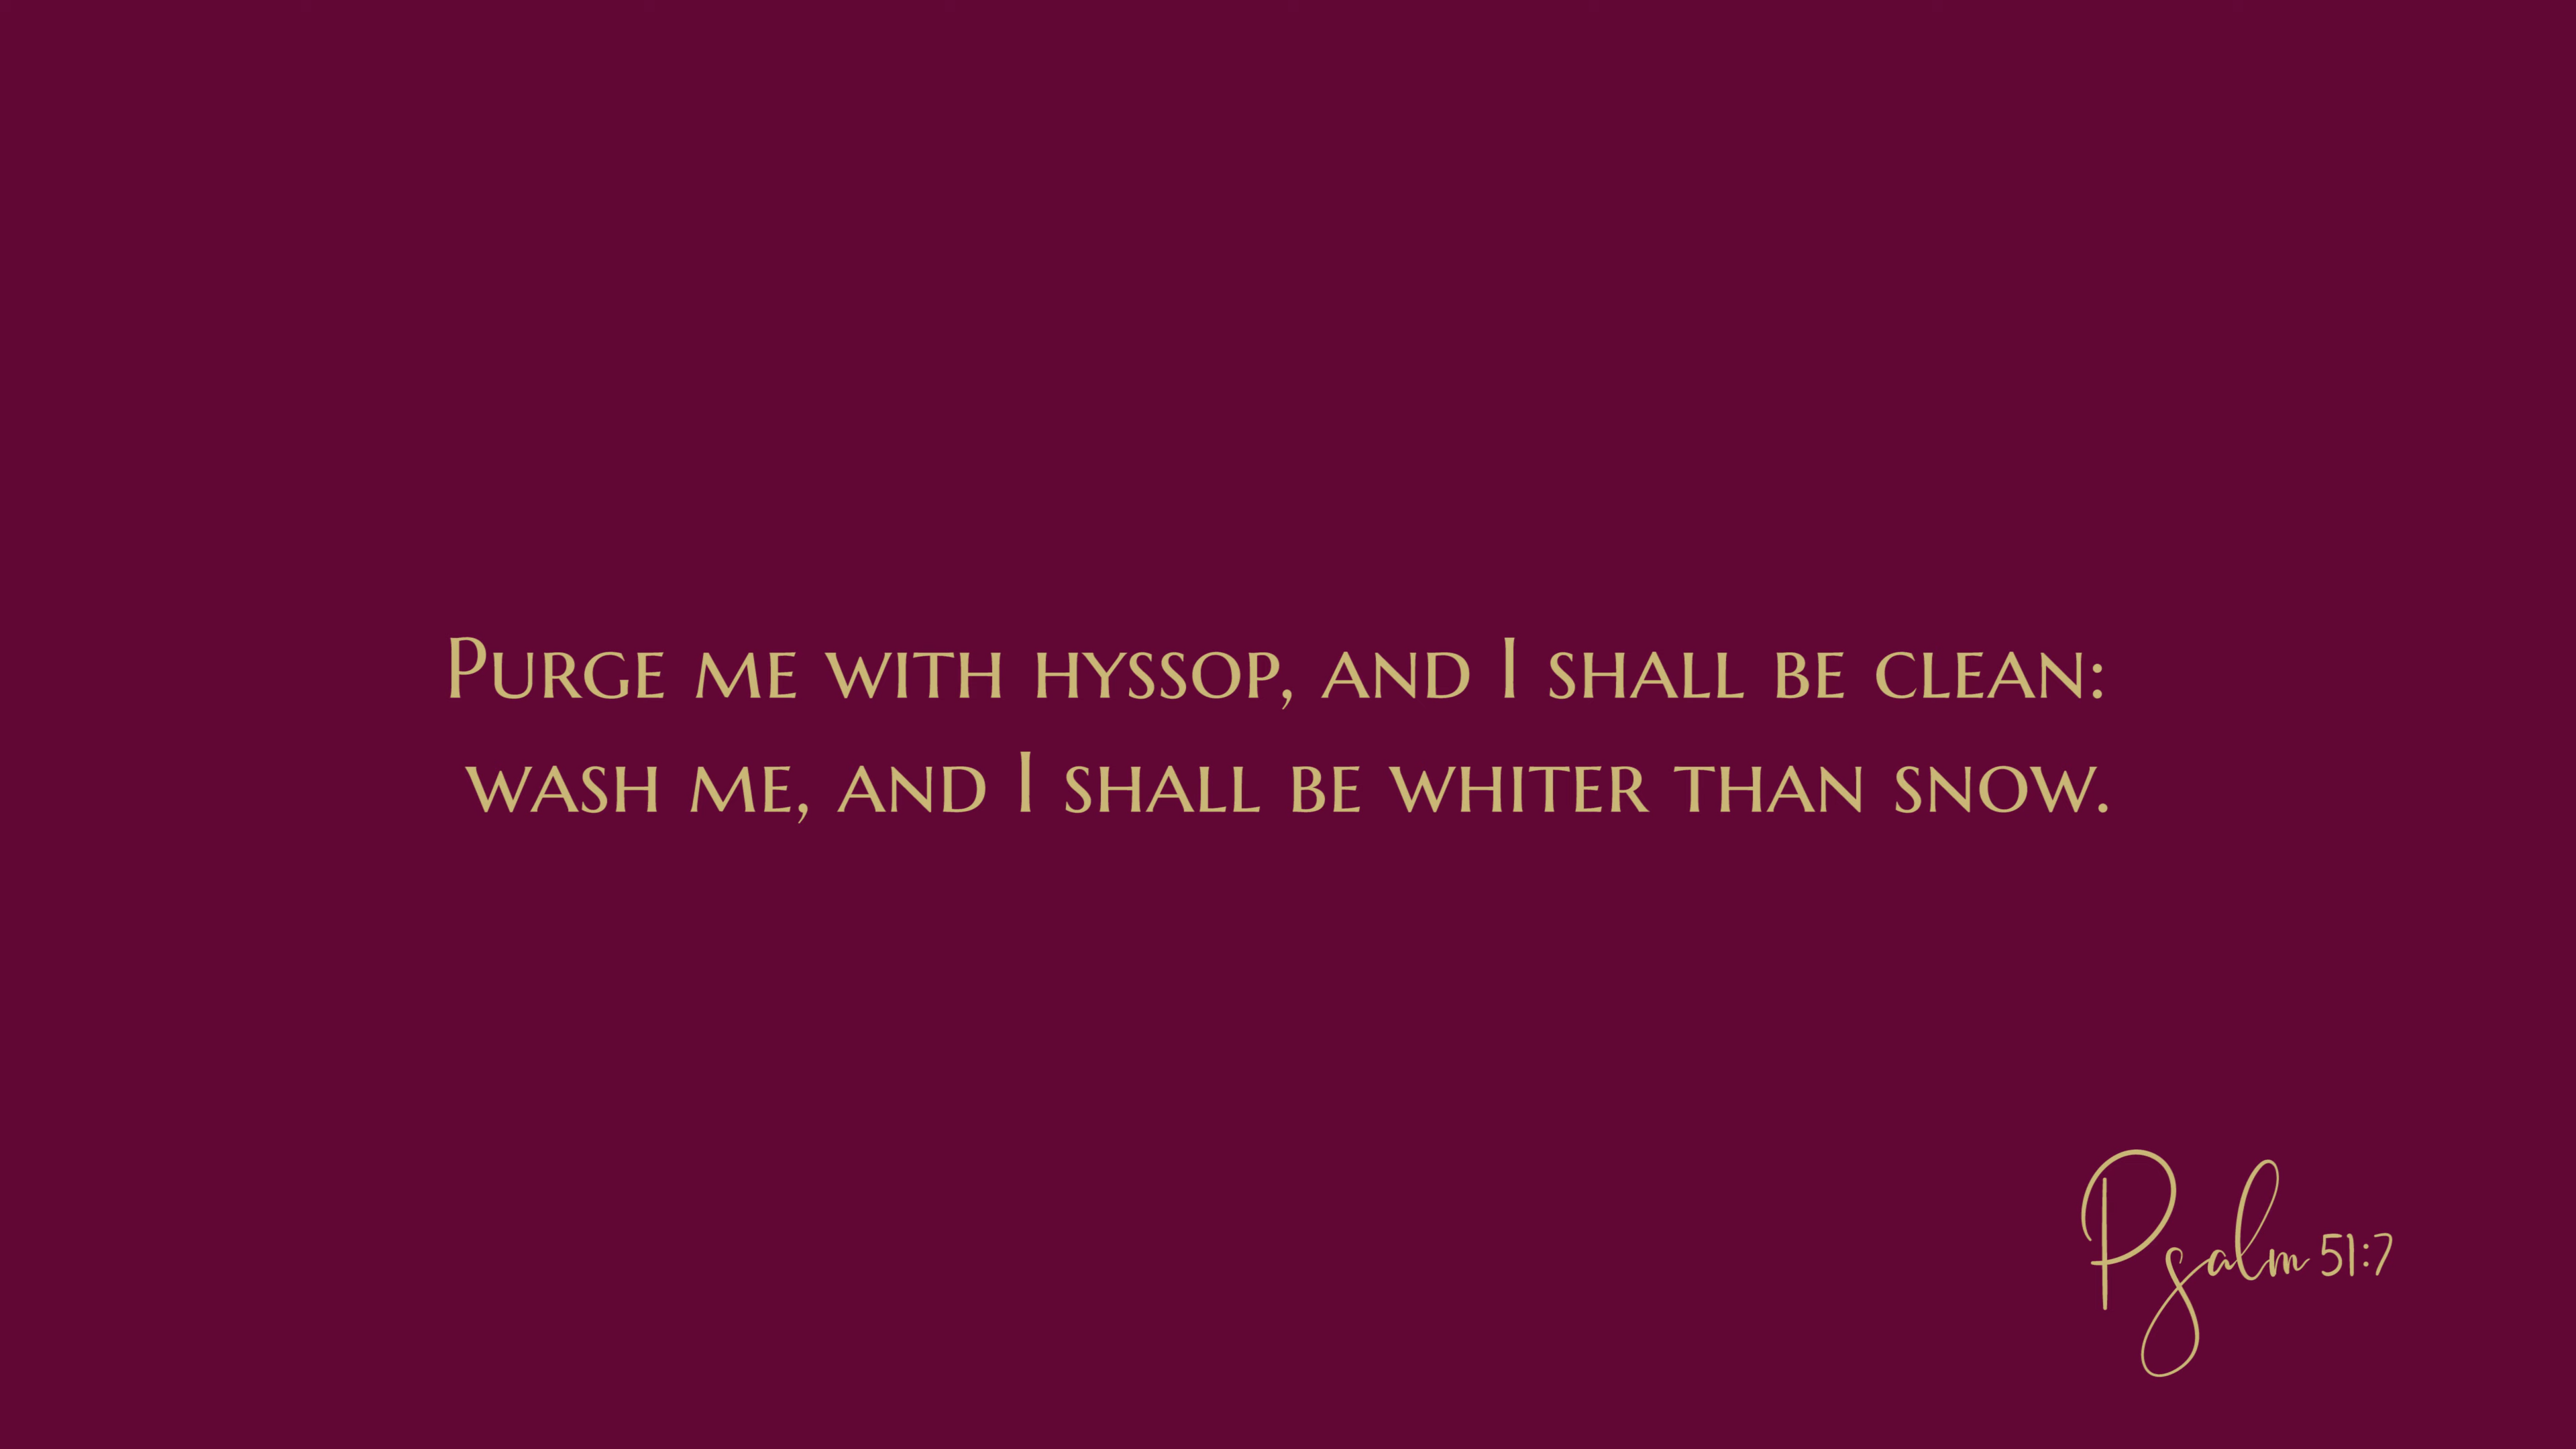 Purge me with hyssop, and I shall be clean:
wash me, and I shall be whiter than snow.
Psalm 51:7